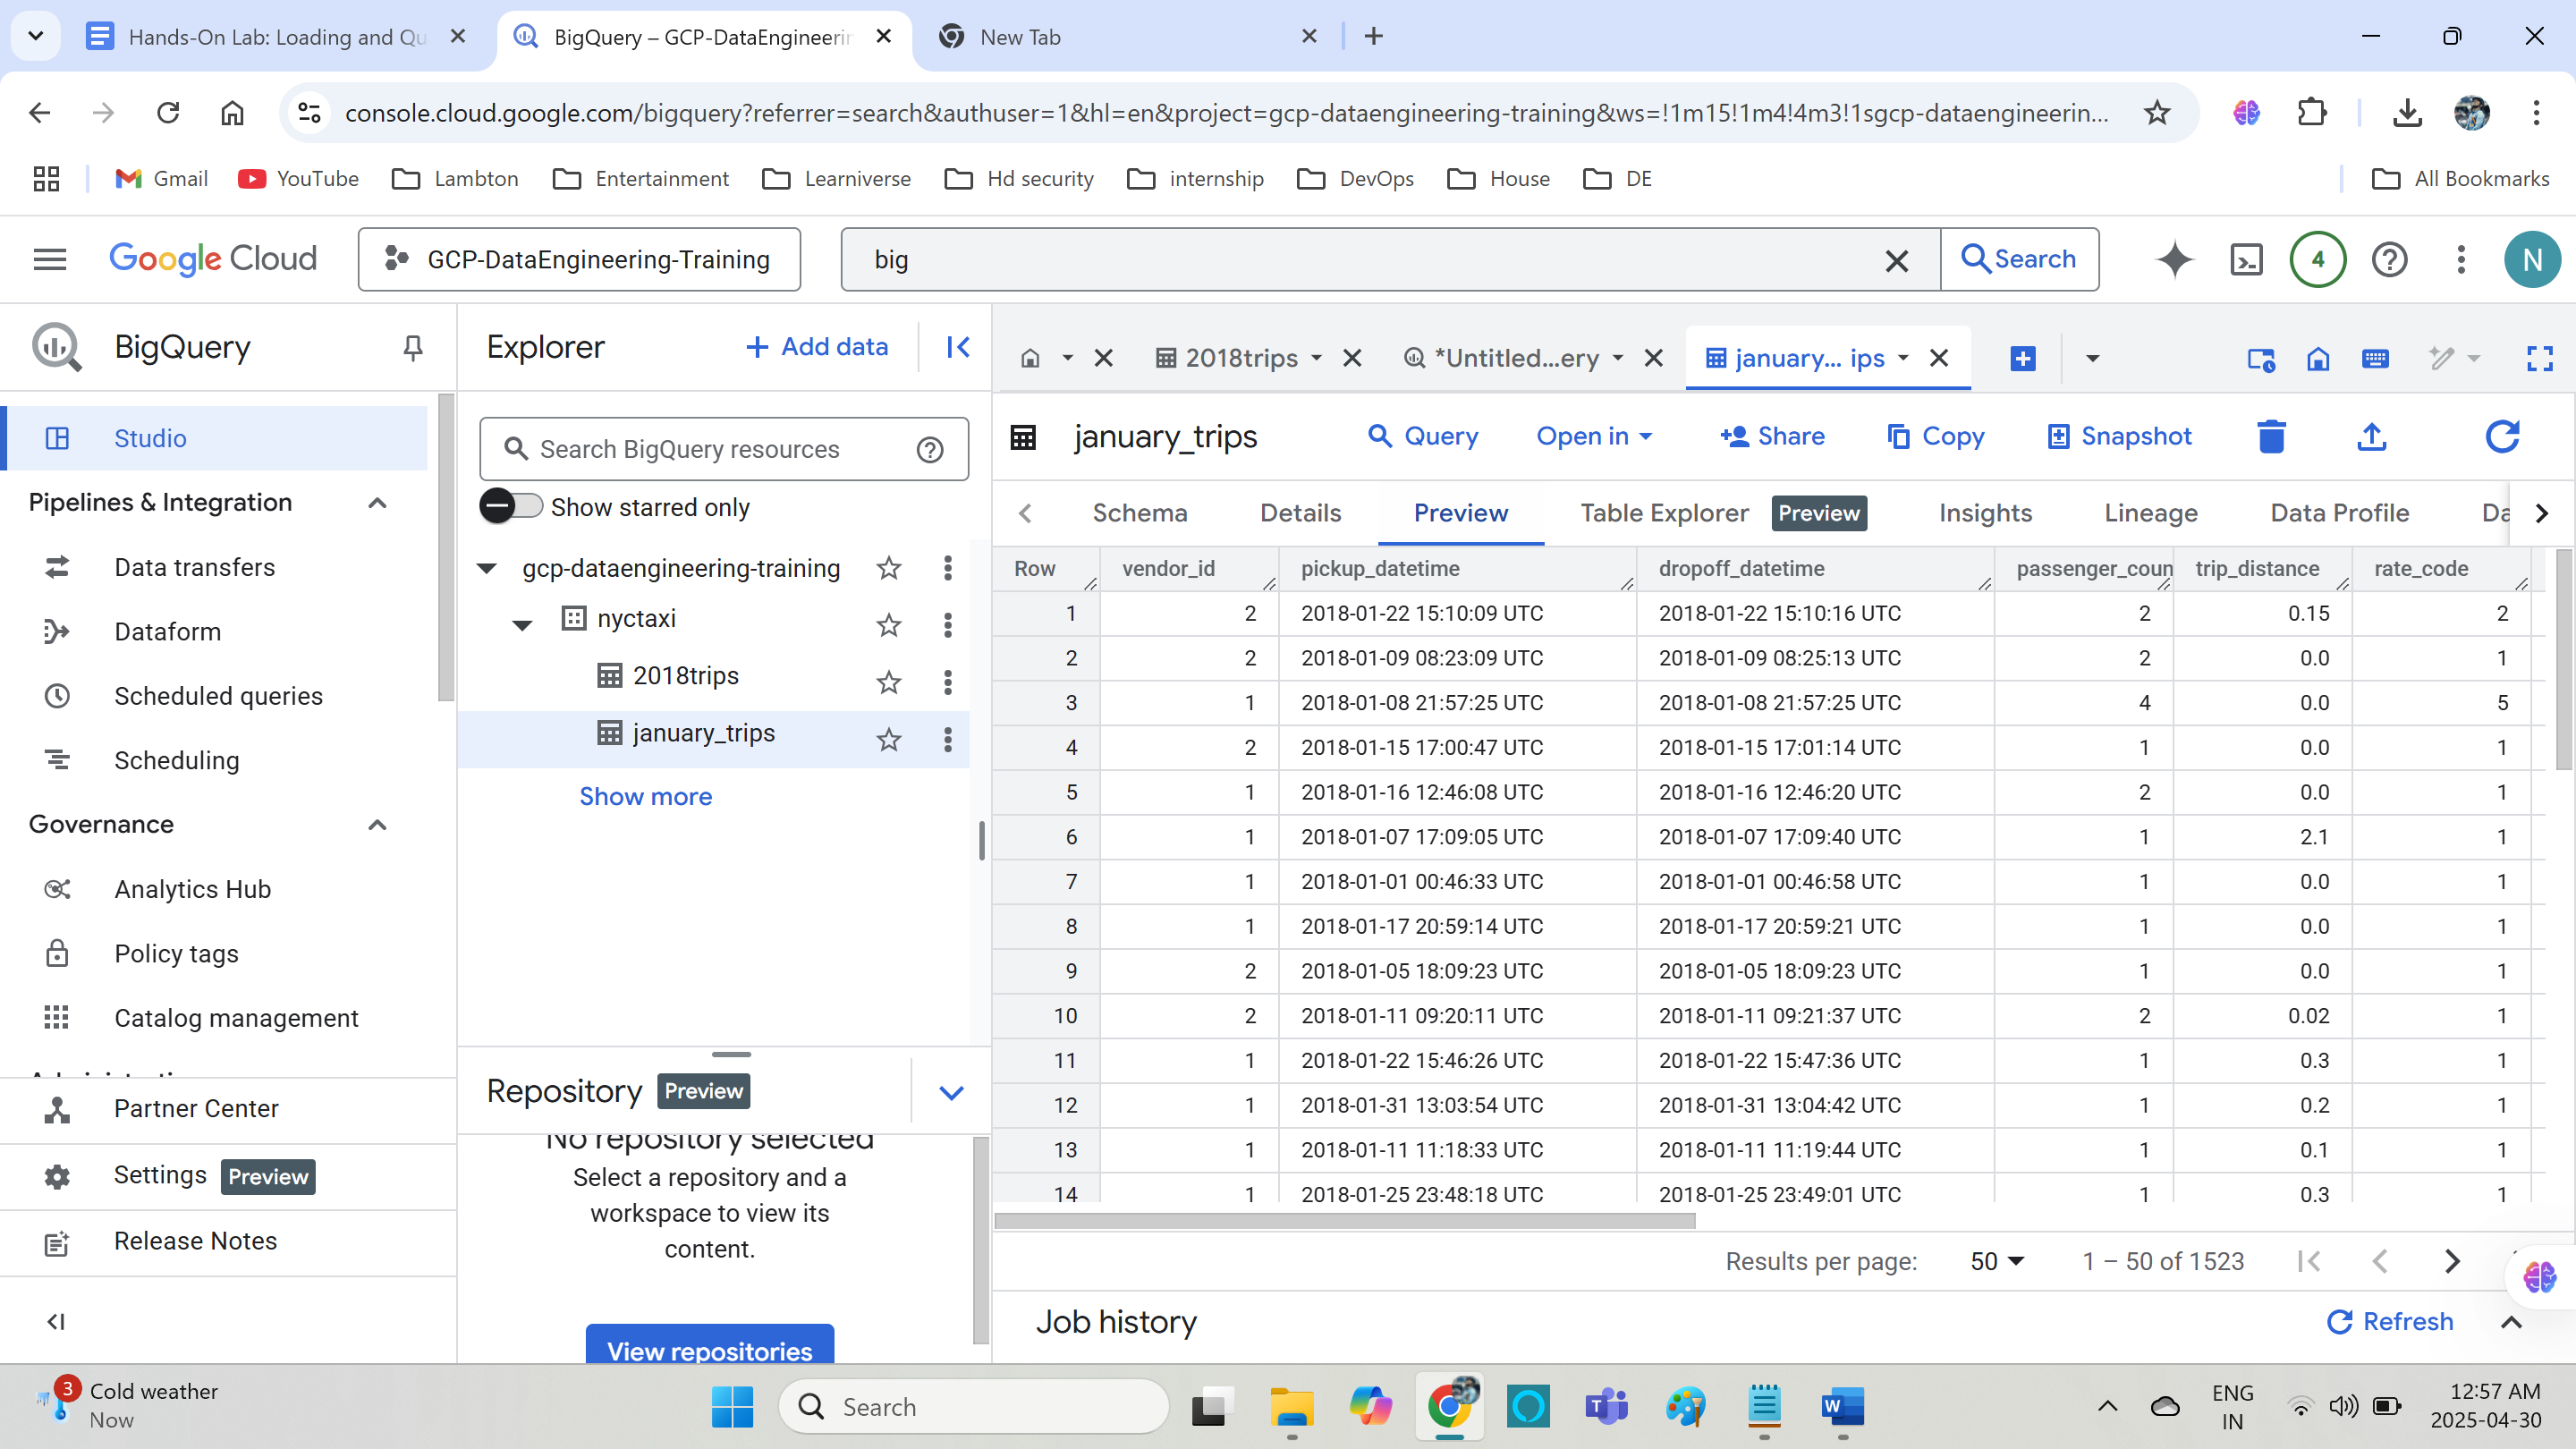 Hands-On Lab: Loading and Qu
BigQuery – GCP-DataEngineerin
New Tab
console.cloud.google.com/bigquery?referrer=search&authuser=1&hl=en&project=gcp-dataengineering-training&ws=!1m15!1m4!4m3!1sgcp-dataengineerin...
Gmail
YouTube
Lambton
Entertainment
Learniverse
Hd security
internship
DevOps
House
DE
All Bookmarks
Google Cloud
GCP-DataEngineering-Training
big
Search
4
N
BigQuery
Studio
Pipelines & Integration
Data transfers
Dataform
Scheduled queries
Scheduling
Governance
Analytics Hub
Policy tags
Catalog management
Partner Center
Settings Preview
Release Notes
Explorer
+ Add data
Search BigQuery resources
Show starred only
gcp-dataengineering-training
nyctaxi
2018trips
january_trips
Show more
Repository Preview
No repository selected
Select a repository and a
workspace to view its
content.
View repositories
2018trips
*Untitled...ery
january... ips
january_trips
Query
Open in
Share
Copy
Snapshot
Schema
Details
Preview
Table Explorer Preview
Insights
Lineage
Data Profile
Da
Row vendor_id pickup_datetime dropoff_datetime passenger_coun trip_distance rate_code
1 2 2018-01-22 15:10:09 UTC 2018-01-22 15:10:16 UTC 2 0.15 2
2 2 2018-01-09 08:23:09 UTC 2018-01-09 08:25:13 UTC 2 0.0 1
3 1 2018-01-08 21:57:25 UTC 2018-01-08 21:57:25 UTC 4 0.0 5
4 2 2018-01-15 17:00:47 UTC 2018-01-15 17:01:14 UTC 1 0.0 1
5 1 2018-01-16 12:46:08 UTC 2018-01-16 12:46:20 UTC 2 0.0 1
6 1 2018-01-07 17:09:05 UTC 2018-01-07 17:09:40 UTC 1 2.1 1
7 1 2018-01-01 00:46:33 UTC 2018-01-01 00:46:58 UTC 1 0.0 1
8 1 2018-01-17 20:59:14 UTC 2018-01-17 20:59:21 UTC 1 0.0 1
9 2 2018-01-05 18:09:23 UTC 2018-01-05 18:09:23 UTC 1 0.0 1
10 2 2018-01-11 09:20:11 UTC 2018-01-11 09:21:37 UTC 2 0.02 1
11 1 2018-01-22 15:46:26 UTC 2018-01-22 15:47:36 UTC 1 0.3 1
12 1 2018-01-31 13:03:54 UTC 2018-01-31 13:04:42 UTC 1 0.2 1
13 1 2018-01-11 11:18:33 UTC 2018-01-11 11:19:44 UTC 1 0.1 1
14 1 2018-01-25 23:48:18 UTC 2018-01-25 23:49:01 UTC 1 0.3 1
Results per page: 50 1 – 50 of 1523
Job history
Refresh
3
Cold weather
Now
Search
ENG
IN
12:57 AM
2025-04-30